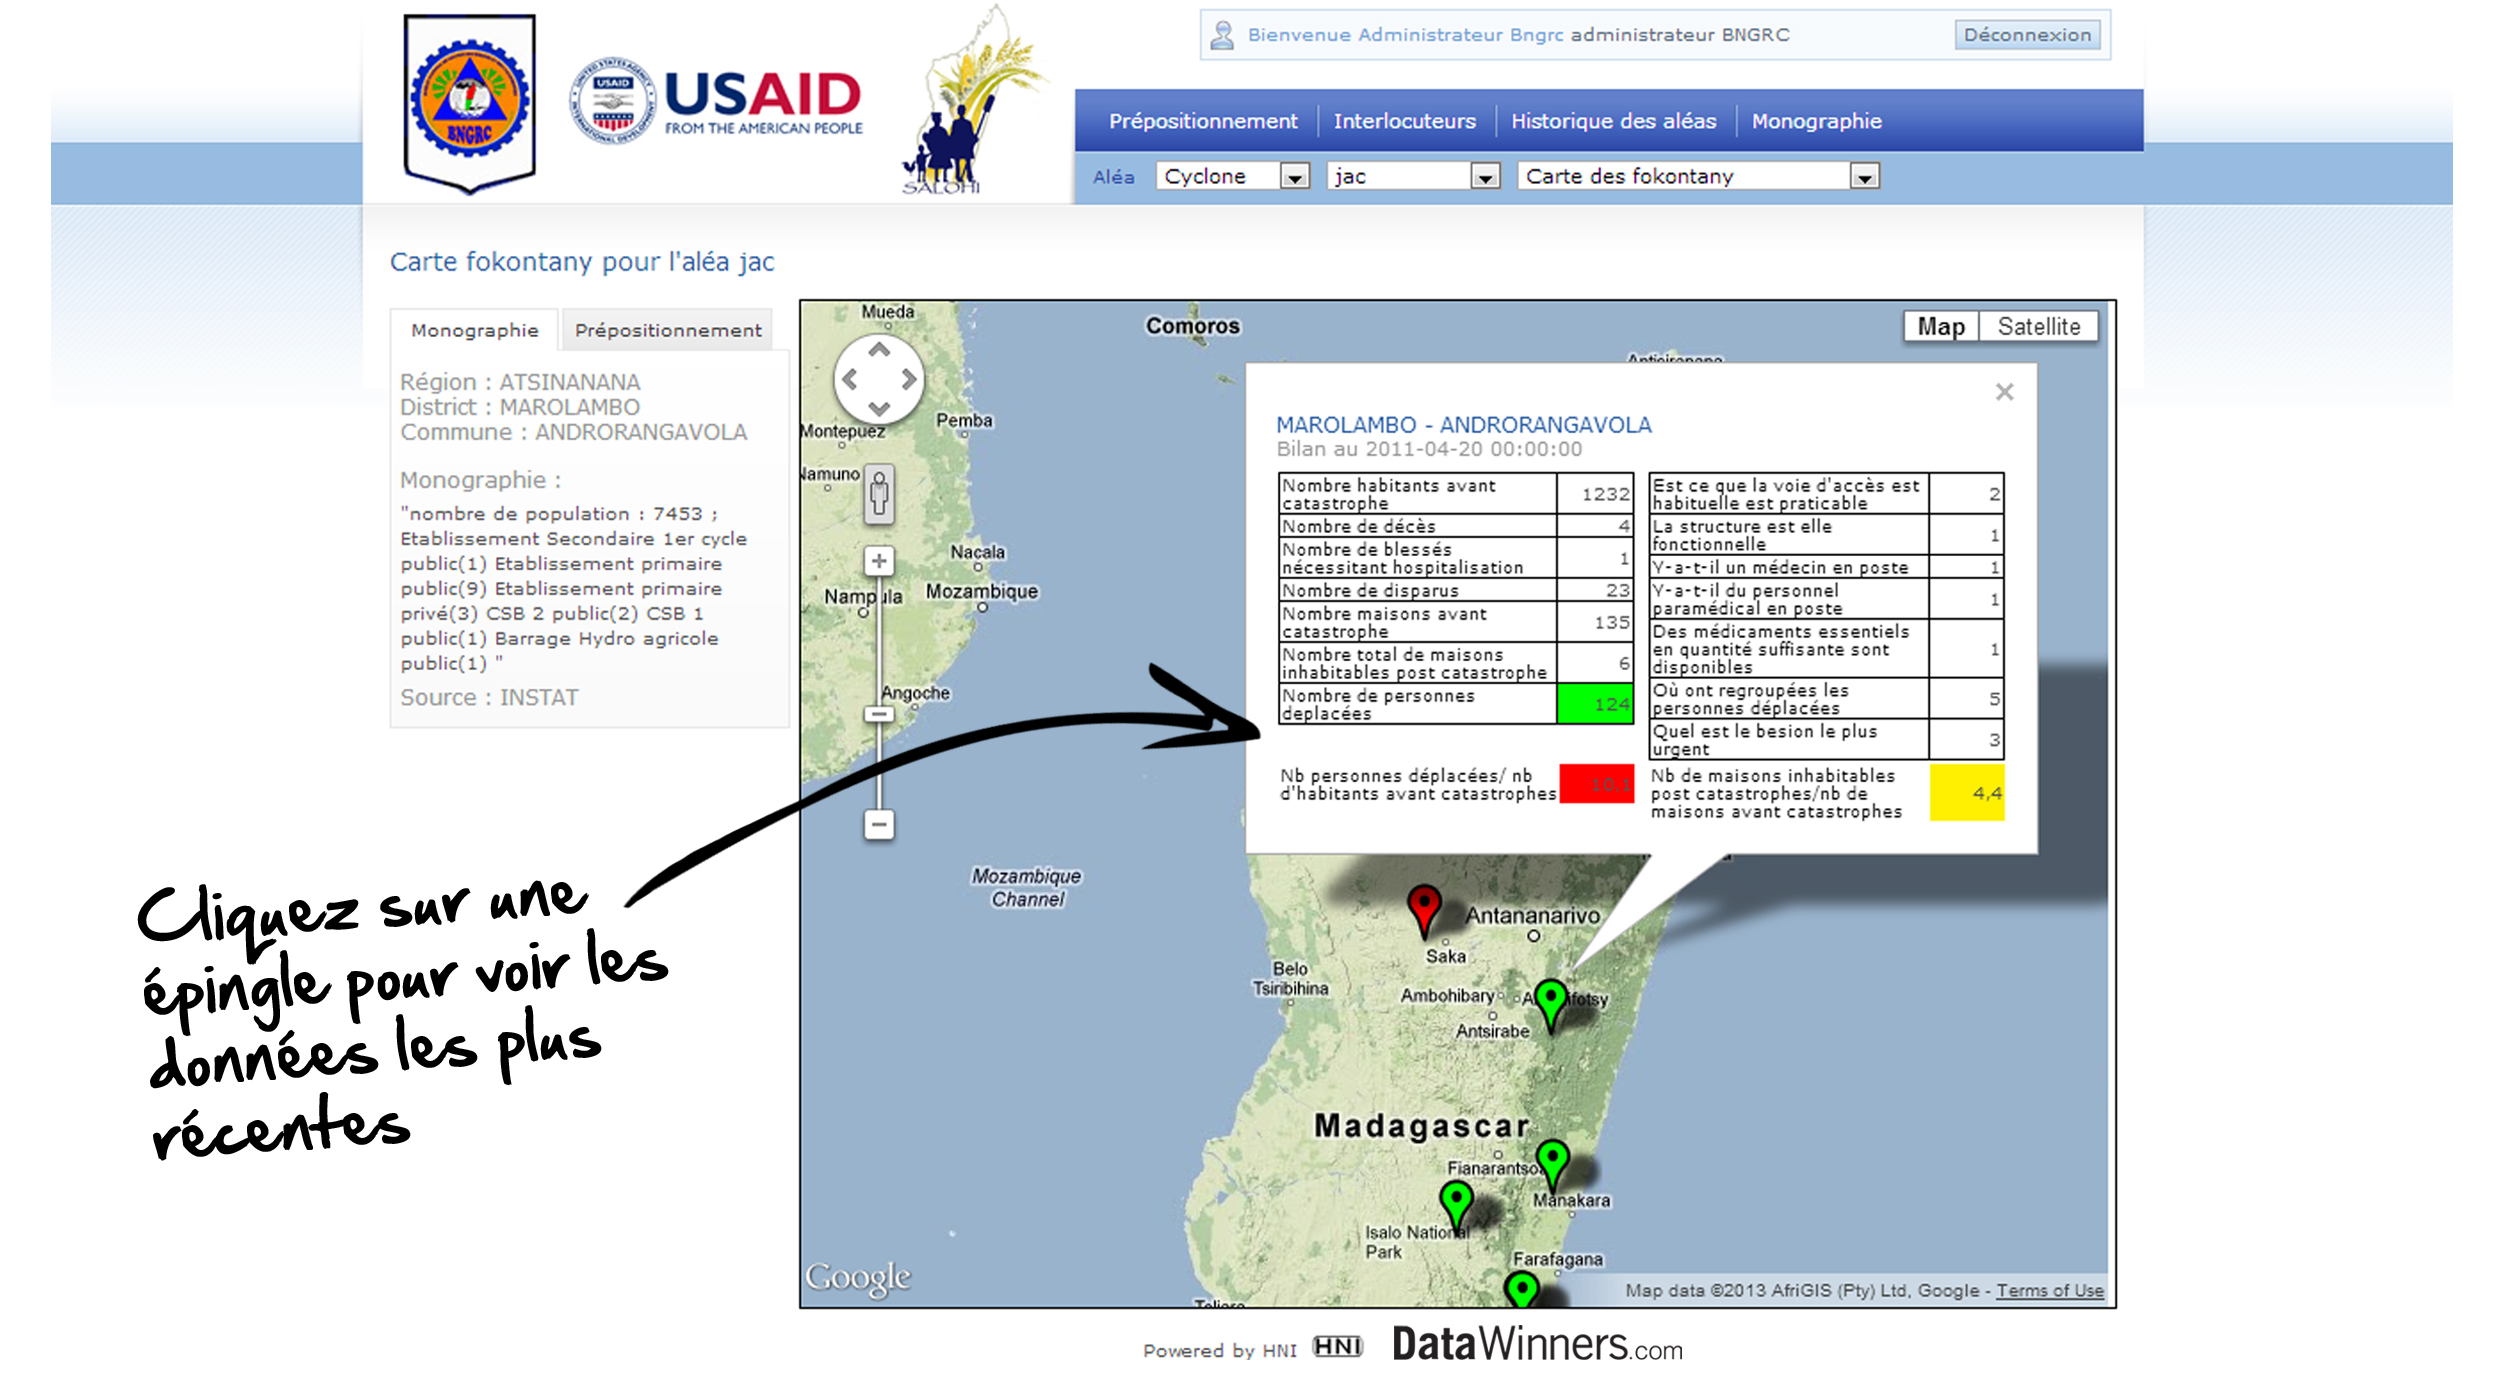 BNGRC
UNITED STATES AGENCY
USAID
INTERNATIONAL DEVELOPMENT
USAID
FROM THE AMERICAN PEOPLE
SALOHI
Bienvenue Administrateur Bngrc administrateur BNGRC
Déconnexion
Prépositionnement
Interlocuteurs
Historique des aléas
Monographie
Aléa
Cyclone
jac
Carte des fokontany
Carte fokontany pour l'aléa jac
Monographie
Prépositionnement
Région : ATSINANANA
District : MAROLAMBO
Commune : ANDRORANGAVOLA
Monographie :
"nombre de population : 7453 ;
Etablissement Secondaire 1er cycle
public(1) Etablissement primaire
public(9) Etablissement primaire
privé(3) CSB 2 public(2) CSB 1
public(1) Barrage Hydro agricole
public(1) "
Source : INSTAT
Cliquez sur une
épingle pour voir les
données les plus
récentes
Mueda
Comoros
Map
Satellite
Pemba
Montepuez
Namuno
Nacala
Nampula
Mozambique
Angoche
Mozambique
Channel
MAROLAMBO - ANDRORANGAVOLA
Bilan au 2011-04-20 00:00:00
Nombre habitants avant
catastrophe
1232
Nombre de décès
4
Nombre de blessés
nécessitant hospitalisation
1
Nombre de disparus
23
Nombre maisons avant
catastrophe
135
Nombre total de maisons
inhabitables post catastrophe
6
Nombre de personnes
deplacées
124
Est ce que la voie d'accès est
habituelle est praticable
2
La structure est elle
fonctionnelle
1
Y-a-t-il un médecin en poste
1
Y-a-t-il du personnel
paramédical en poste
1
Des médicaments essentiels
en quantité suffisante sont
disponibles
1
Où ont regroupées les
personnes déplacées
5
Quel est le besion le plus
urgent
3
Nb personnes déplacées/ nb
d'habitants avant catastrophes
10,1
Nb de maisons inhabitables
post catastrophes/nb de
maisons avant catastrophes
4,4
Antananarivo
Saka
Belo
Tsiribihina
Ambohibary
Antsirabe
Madagascar
Manakara
Isalo National
Park
Farafagana
Google
Map data ©2013 AfriGIS (Pty) Ltd, Google - Terms of Use
Powered by HNI HNI DataWinners.com